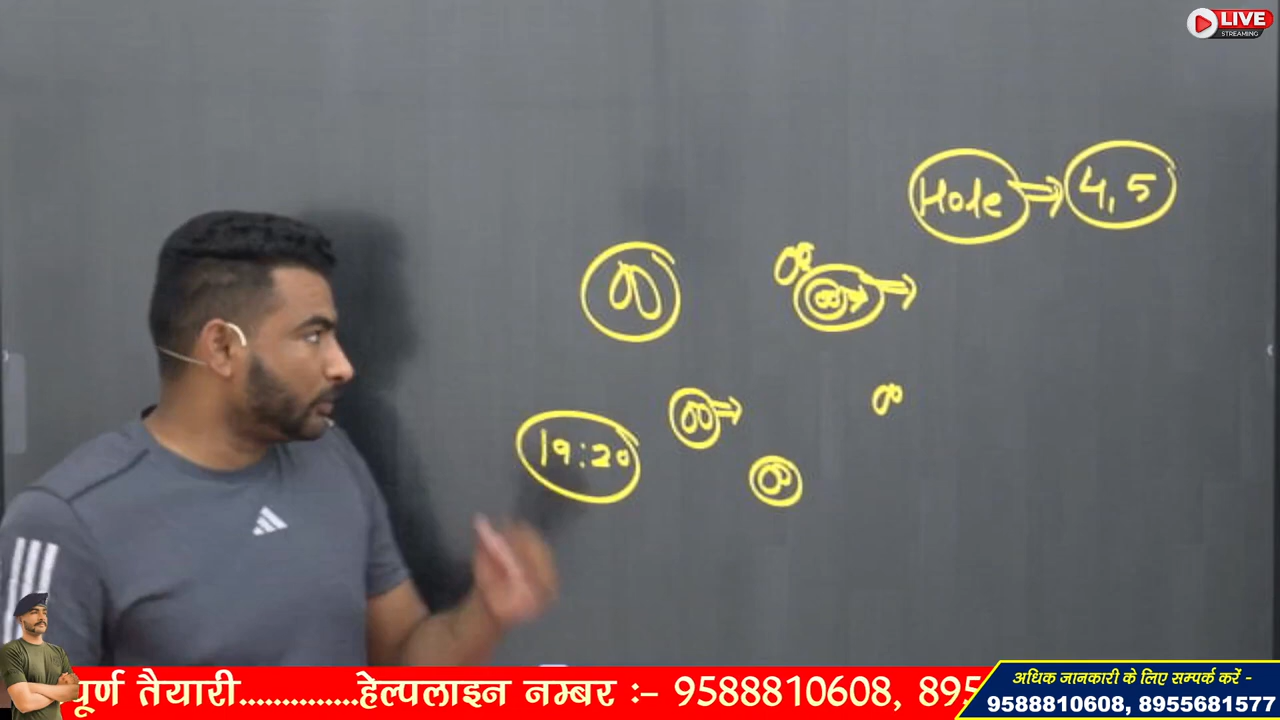 LIVE
STREAMING
Hole ⇒ 4, 5
19:20
पूर्ण तैयारी..............हेल्पलाइन नम्बर :– 9588810608, 895
अधिक जानकारी के लिए सम्पर्क करें -
9588810608, 8955681577